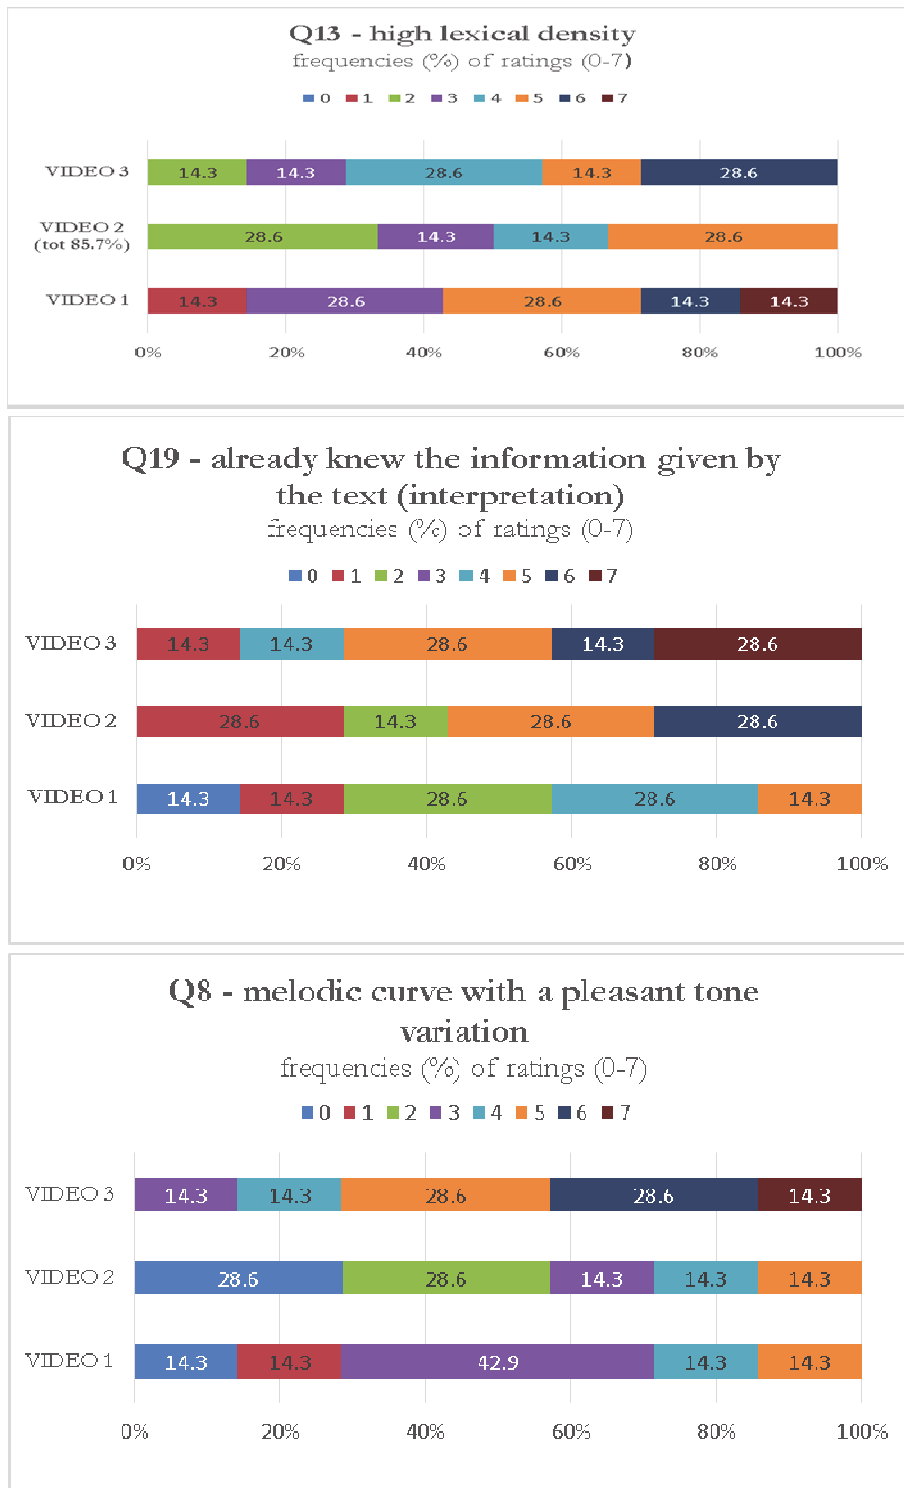 Q13 - high lexical density
frequencies (%) of ratings (0-7)
0 1 2 3 4 5 6 7
VIDEO 3 14.3 14.3 28.6 14.3 28.6
VIDEO 2
(tot 85.7%) 28.6 14.3 14.3 28.6
VIDEO 1 14.3 28.6 28.6 14.3 14.3
0% 20% 40% 60% 80% 100%
Q19 - already knew the information given by
the text (interpretation)
frequencies (%) of ratings (0-7)
0 1 2 3 4 5 6 7
VIDEO 3 14.3 14.3 28.6 14.3 28.6
VIDEO 2 28.6 14.3 28.6 28.6
VIDEO 1 14.3 14.3 28.6 28.6 14.3
0% 20% 40% 60% 80% 100%
Q8 - melodic curve with a pleasant tone
variation
frequencies (%) of ratings (0-7)
0 1 2 3 4 5 6 7
VIDEO 3 14.3 14.3 28.6 28.6 14.3
VIDEO 2 28.6 28.6 14.3 14.3 14.3
VIDEO 1 14.3 14.3 42.9 14.3 14.3
0% 20% 40% 60% 80% 100%